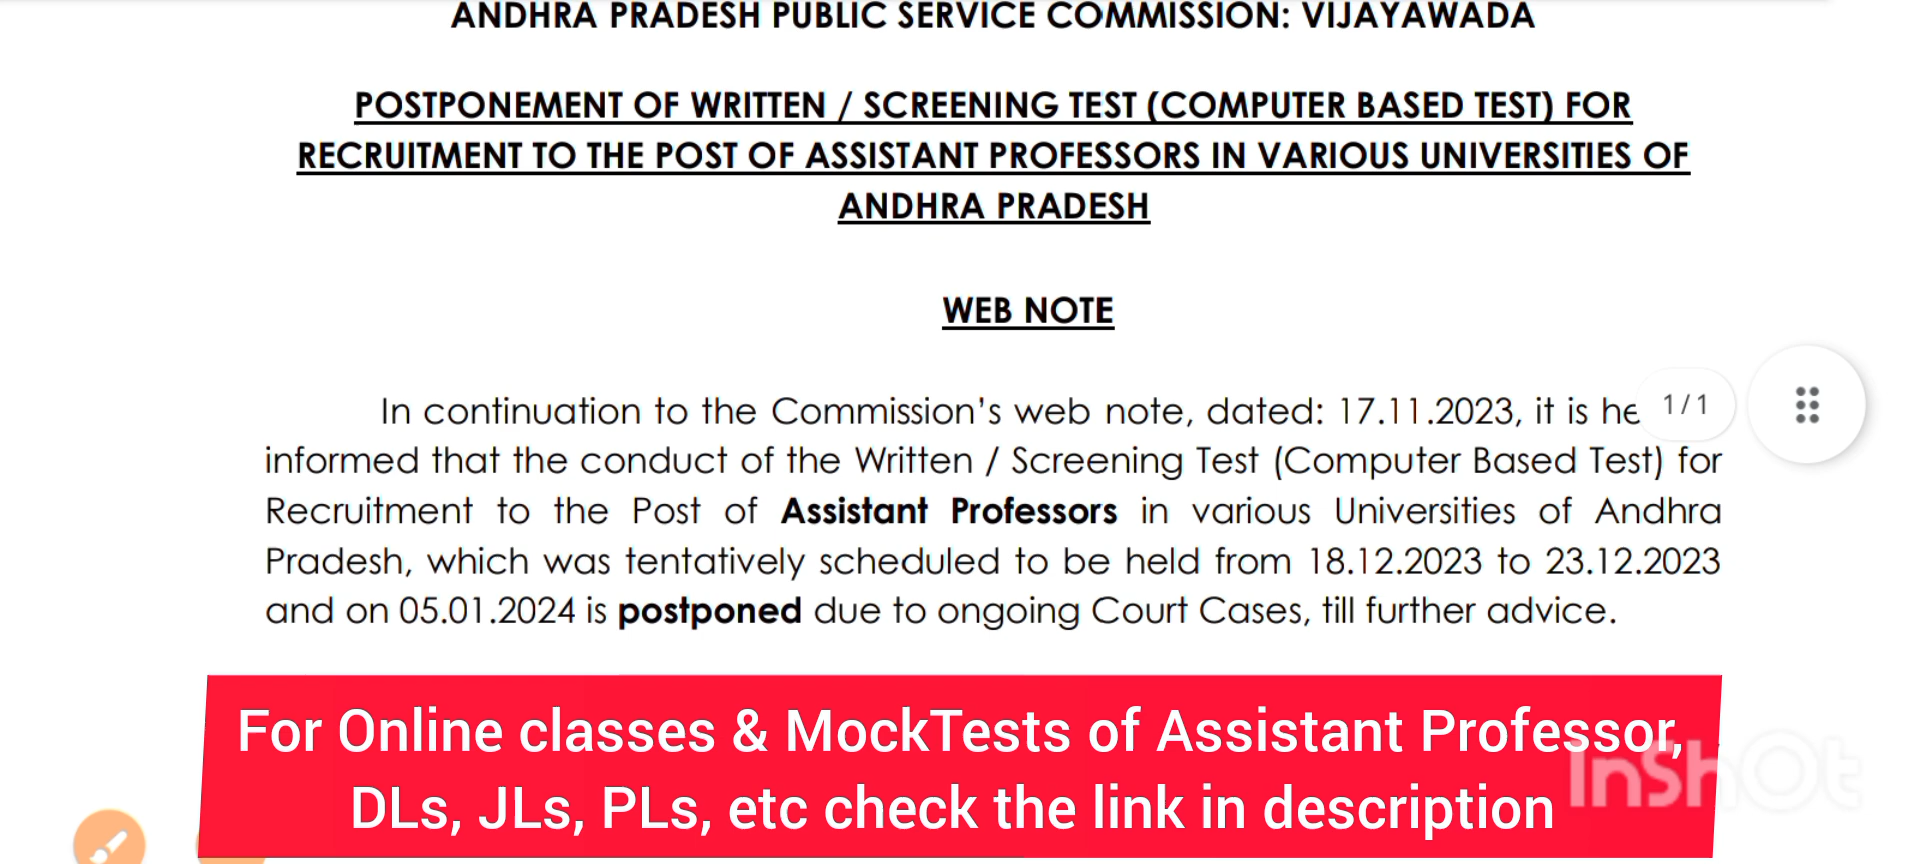 ANDHRA PRADESH PUBLIC SERVICE COMMISSION: VIJAYAWADA
POSTPONEMENT OF WRITTEN / SCREENING TEST (COMPUTER BASED TEST) FOR
RECRUITMENT TO THE POST OF ASSISTANT PROFESSORS IN VARIOUS UNIVERSITIES OF
ANDHRA PRADESH
WEB NOTE
In continuation to the Commission's web note, dated: 17.11.2023, it is he
1/1
informed that the conduct of the Written / Screening Test (Computer Based Test) for
Recruitment to the Post of Assistant Professors in various Universities of Andhra
Pradesh, which was tentatively scheduled to be held from 18.12.2023 to 23.12.2023
and on 05.01.2024 is postponed due to ongoing Court Cases, till further advice.
For Online classes & MockTests of Assistant Professor,
DLs, JLs, PLs, etc check the link in description
InShOt